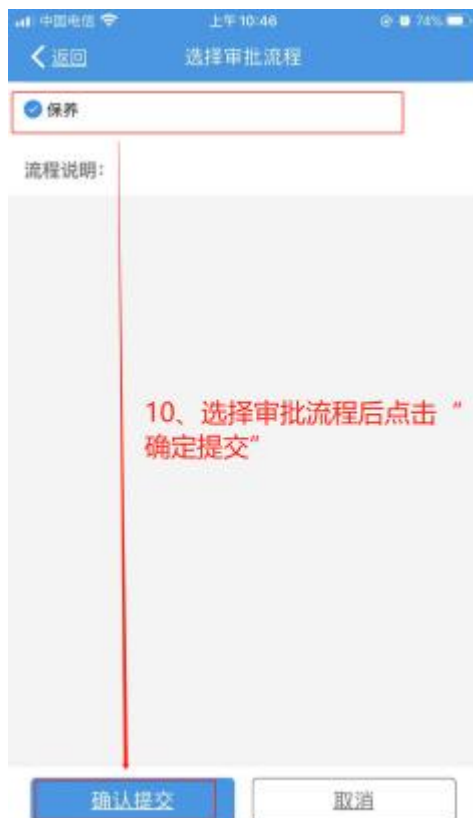 中国电信 上午10:46 74%
返回 选择审批流程
保养
流程说明:
10、选择审批流程后点击“
确定提交”
确认提交 取消